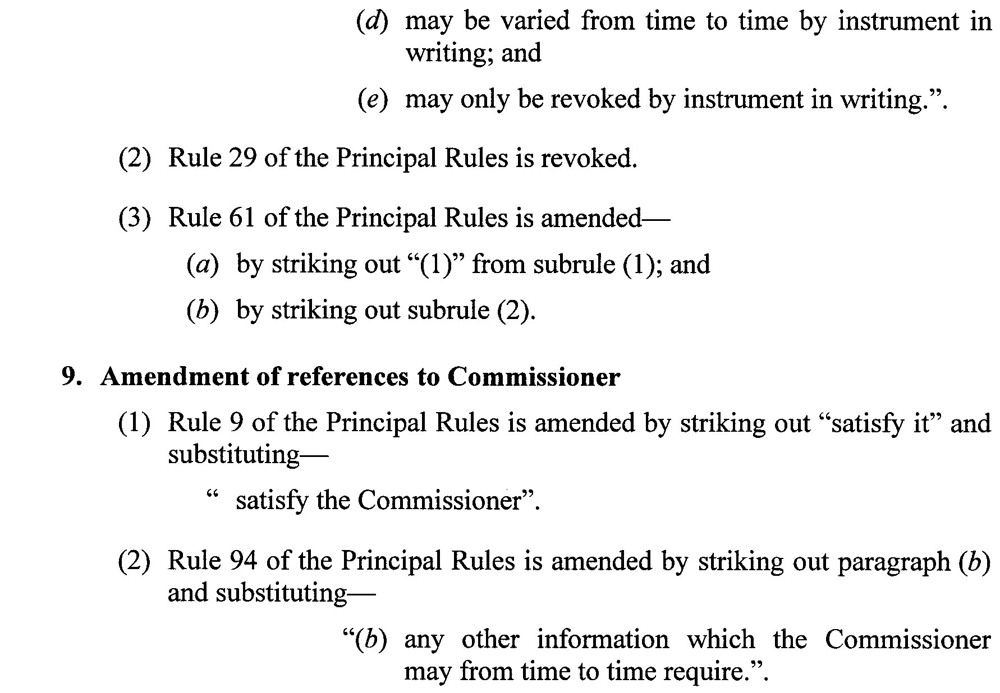 (d) may be varied from time to time by instrument in
writing; and
(e) may only be revoked by instrument in writing.”.
(2) Rule 29 of the Principal Rules is revoked.
(3) Rule 61 of the Principal Rules is amended—
(a) by striking out “(1)” from subrule (1); and
(b) by striking out subrule (2).
9. Amendment of references to Commissioner
(1) Rule 9 of the Principal Rules is amended by striking out “satisfy it” and
substituting—
“ satisfy the Commissioner”.
(2) Rule 94 of the Principal Rules is amended by striking out paragraph (b)
and substituting—
“(b) any other information which the Commissioner
may from time to time require.”.